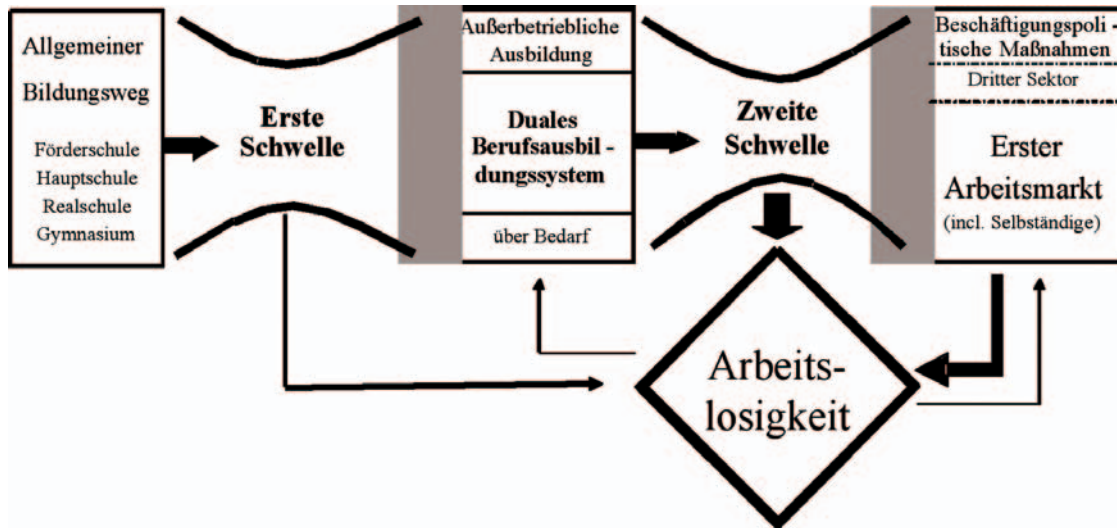 Allgemeiner
Bildungsweg
Förderschule
Hauptschule
Realschule
Gymnasium
Erste
Schwelle
Außerbetriebliche
Ausbildung
Duales
Berufsausbil -
dungssystem
über Bedarf
Zweite
Schwelle
Beschäftigungspoli -
tische Maßnahmen
Dritter Sektor
Erster
Arbeitsmarkt
(incl. Selbständige)
Arbeits-
losigkeit